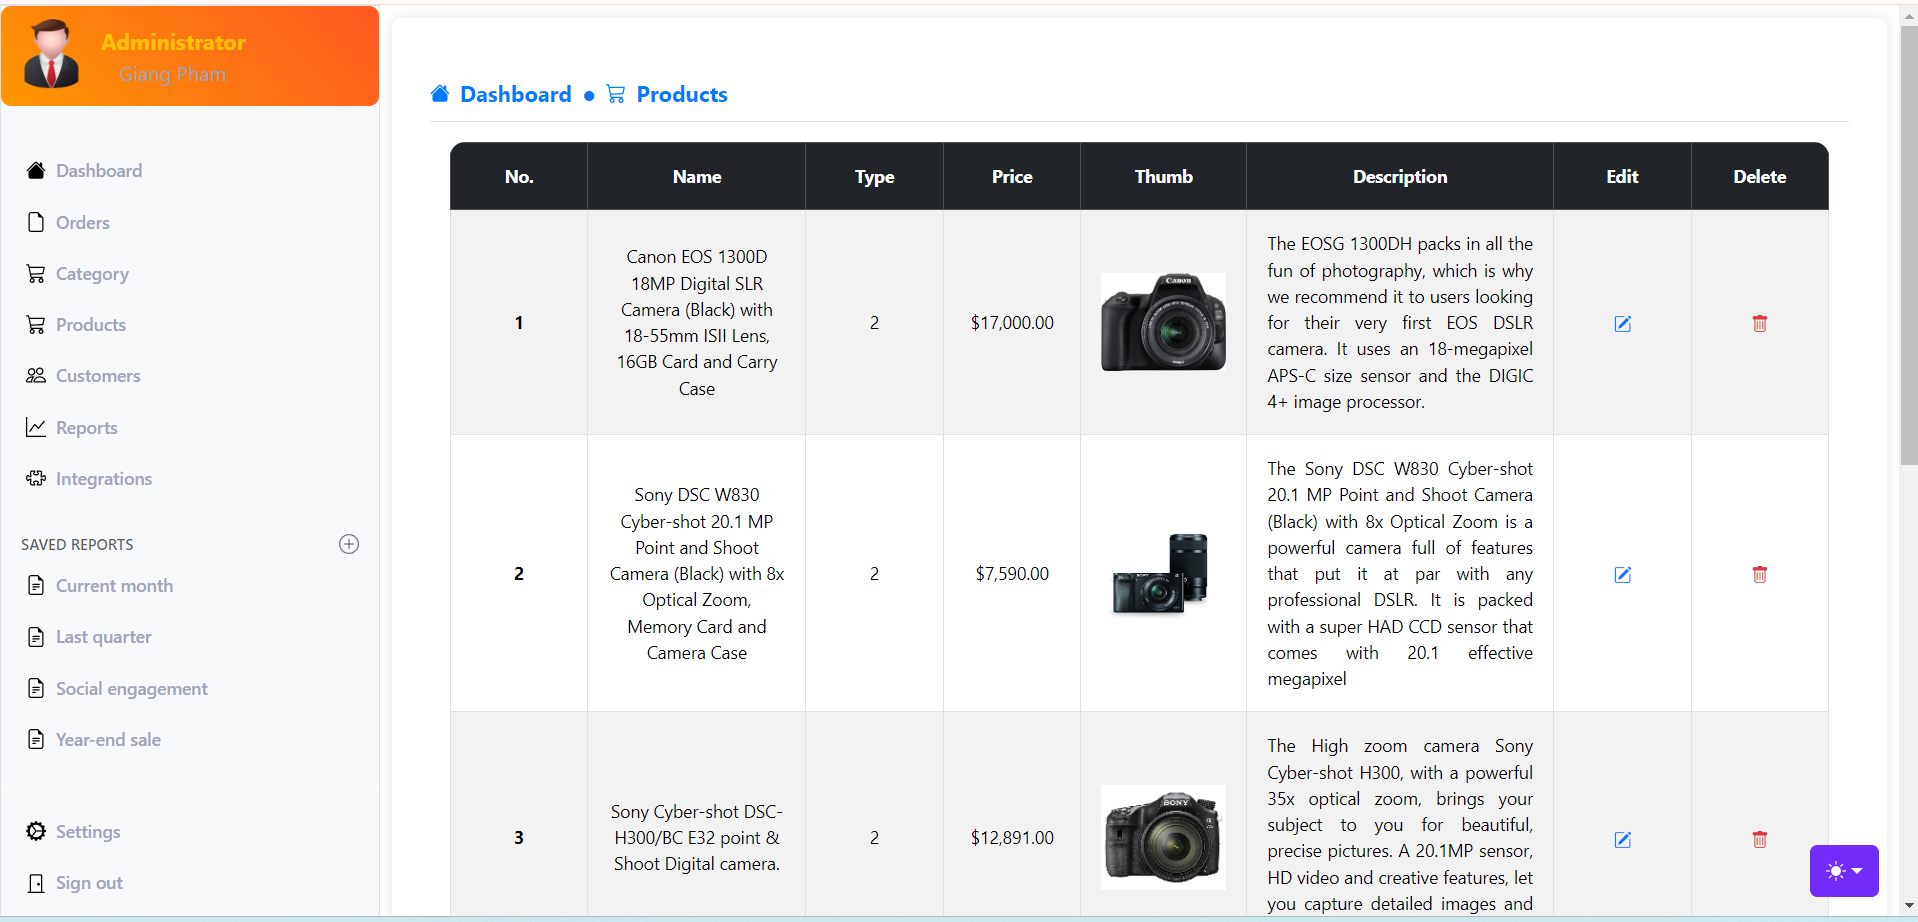 Administrator
Giang Pham
Dashboard
Orders
Category
Products
Customers
Reports
Integrations
SAVED REPORTS
Current month
Last quarter
Social engagement
Year-end sale
Settings
Sign out
Dashboard ● Products
No. Name Type Price Thumb Description Edit Delete
1
Canon EOS 1300D
18MP Digital SLR
Camera (Black) with
18-55mm ISII Lens,
16GB Card and Carry
Case
2
$17,000.00
Canon
The EOSG 1300DH packs in all the
fun of photography, which is why
we recommend it to users looking
for their very first EOS DSLR
camera. It uses an 18-megapixel
APS-C size sensor and the DIGIC
4+ image processor.
2
Sony DSC W830
Cyber-shot 20.1 MP
Point and Shoot
Camera (Black) with 8x
Optical Zoom,
Memory Card and
Camera Case
2
$7,590.00
SONY
The Sony DSC W830 Cyber-shot
20.1 MP Point and Shoot Camera
(Black) with 8x Optical Zoom is a
powerful camera full of features
that put it at par with any
professional DSLR. It is packed
with a super HAD CCD sensor that
comes with 20.1 effective
megapixel
3
Sony Cyber-shot DSC-
H300/BC E32 point &
Shoot Digital camera.
2
$12,891.00
SONY
The High zoom camera Sony
Cyber-shot H300, with a powerful
35x optical zoom, brings your
subject to you for beautiful,
precise pictures. A 20.1MP sensor,
HD video and creative features, let
you capture detailed images and